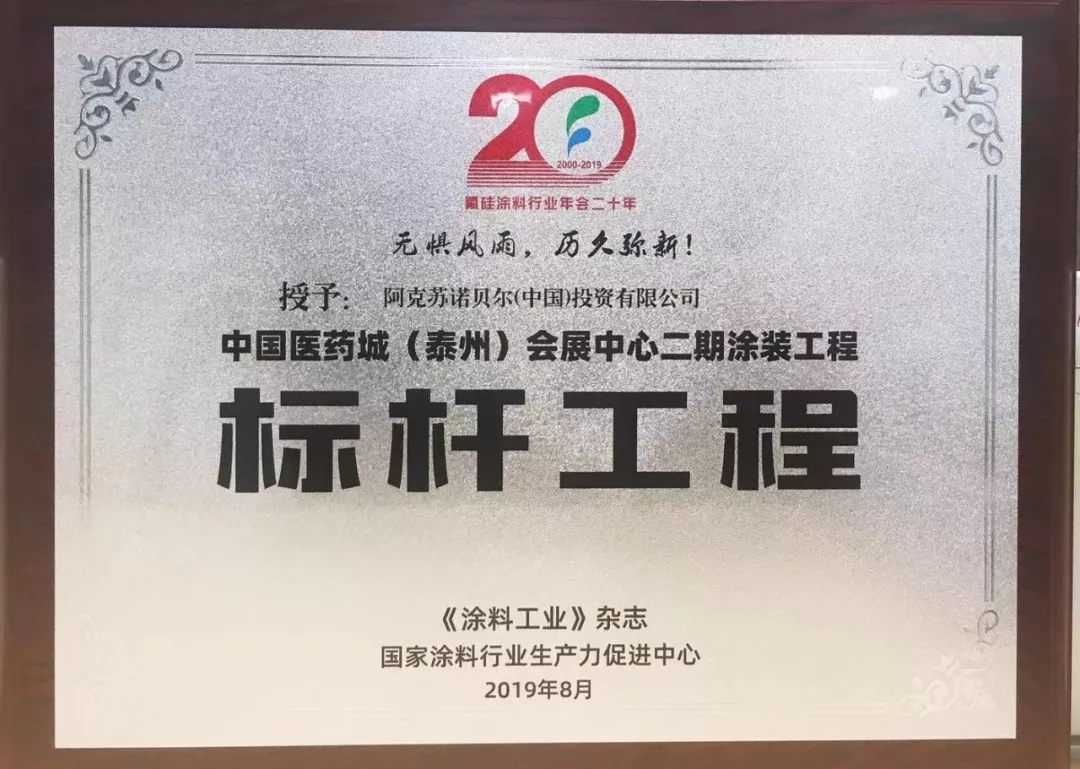 20
2000-2019
氟硅涂料行业年会二十年
无惧风雨，历久弥新！
授予： 阿克苏诺贝尔(中国)投资有限公司
中国医药城（泰州）会展中心二期涂装工程
标杆工程
《涂料工业》杂志
国家涂料行业生产力促进中心
2019年8月